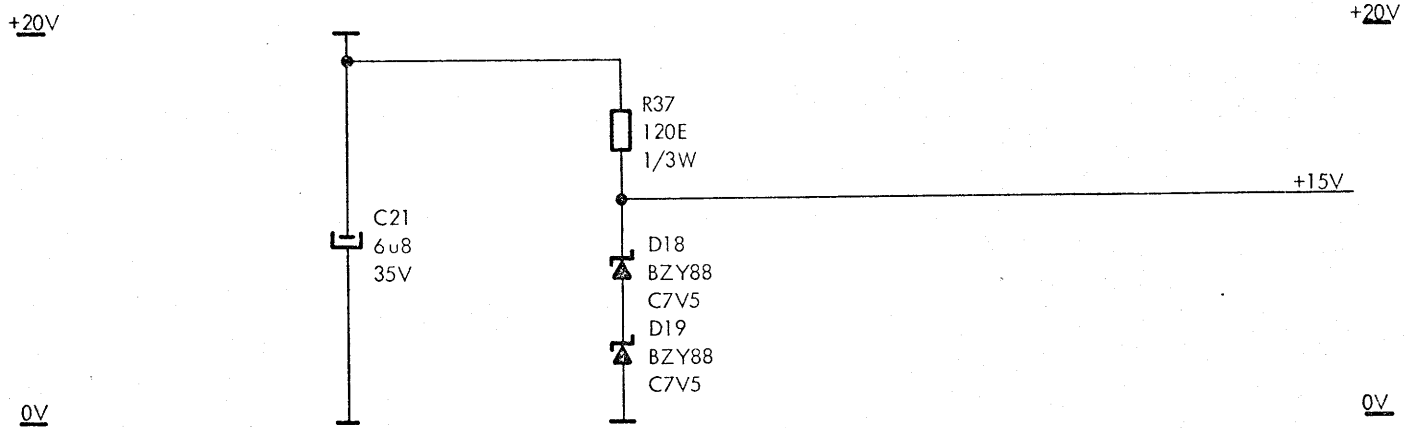 +20V
+20V
R37
120E
1/3W
+15V
C21
6u8
35V
D18
BZY88
C7V5
D19
BZY88
C7V5
0V
0V